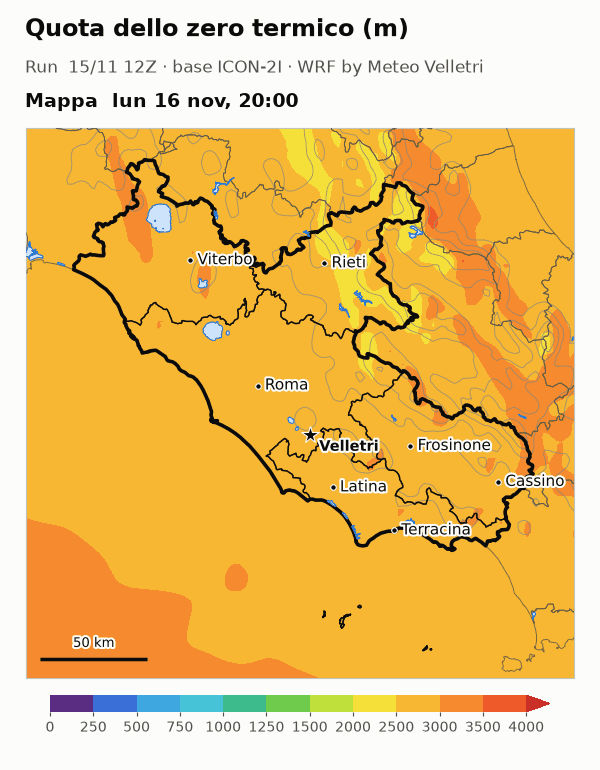 Quota dello zero termico (m)
Run  15/11 12Z · base ICON-2I · WRF by Meteo Velletri
Mappa  lun 16 nov, 20:00
Viterbo
Rieti
Roma
Velletri
Frosinone
Cassino
Latina
Terracina
50 km
0 250 500 750 1000 1250 1500 2000 2500 3000 3500 4000